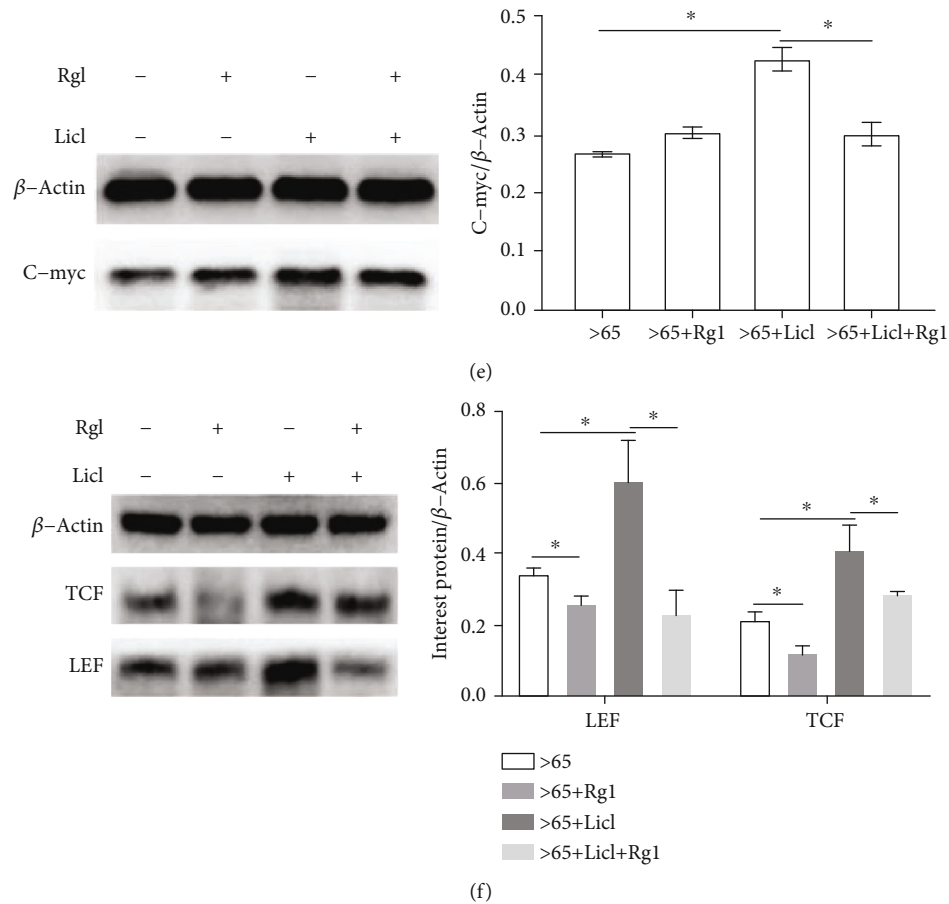 Rgl − + − +
Licl − − + +
β−Actin
C−myc
C−myc/β−Actin
0.5
0.4
0.3
0.2
0.1
0.0
*
*
>65 >65+Rg1 >65+Licl >65+Licl+Rg1
(e)
Rgl − + − +
Licl − − + +
β−Actin
TCF
LEF
Interest protein/β−Actin
0.8
0.6
0.4
0.2
0.0
* * *
* * *
LEF TCF
>65
>65+Rg1
>65+Licl
>65+Licl+Rg1
(f)